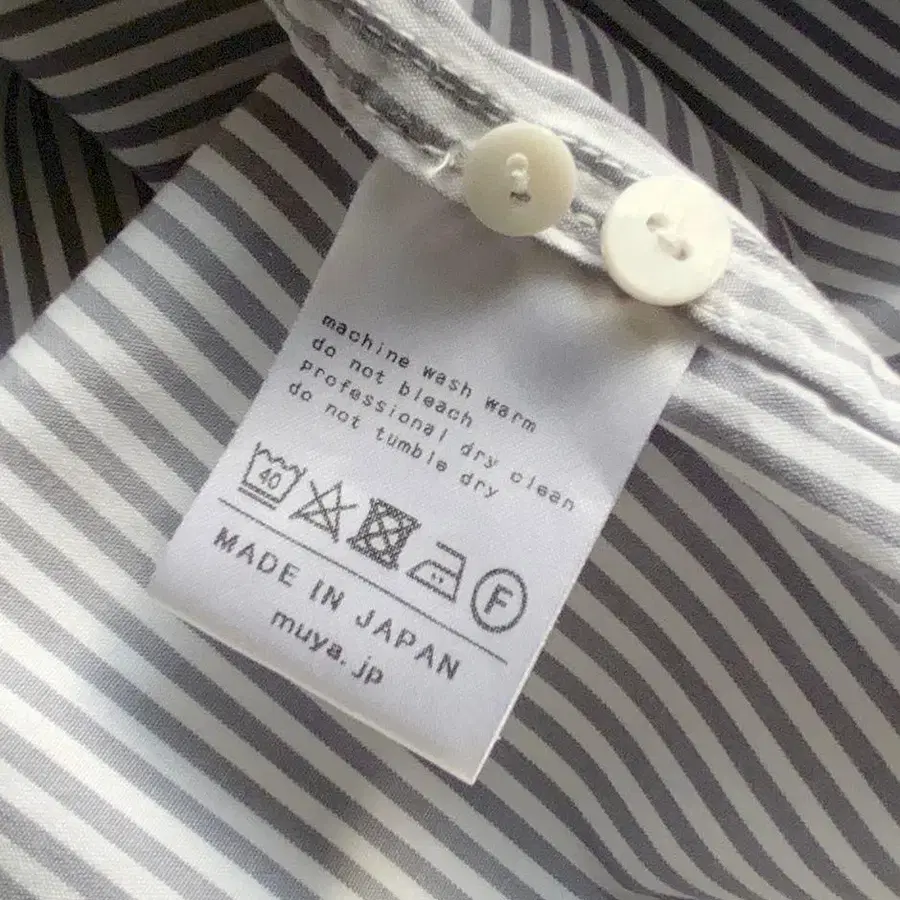 machine wash warm
do not bleach
professional dry clean
do not tumble dry
40
F
MADE IN JAPAN
muya.jp